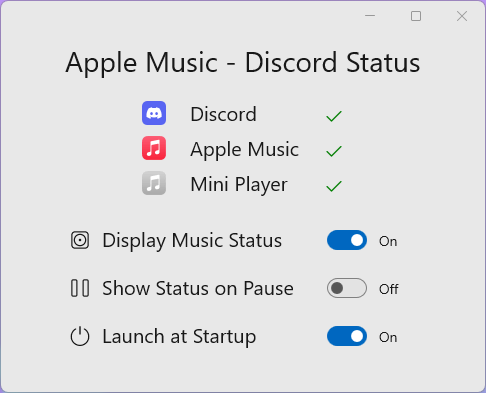 Apple Music - Discord Status
Discord
Apple Music
Mini Player
Display Music Status On
Show Status on Pause Off
Launch at Startup On